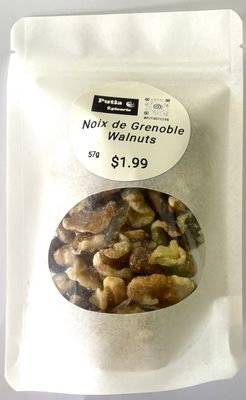 Putia
Épicerie
Noix de Grenoble
Walnuts
57g
$1.99